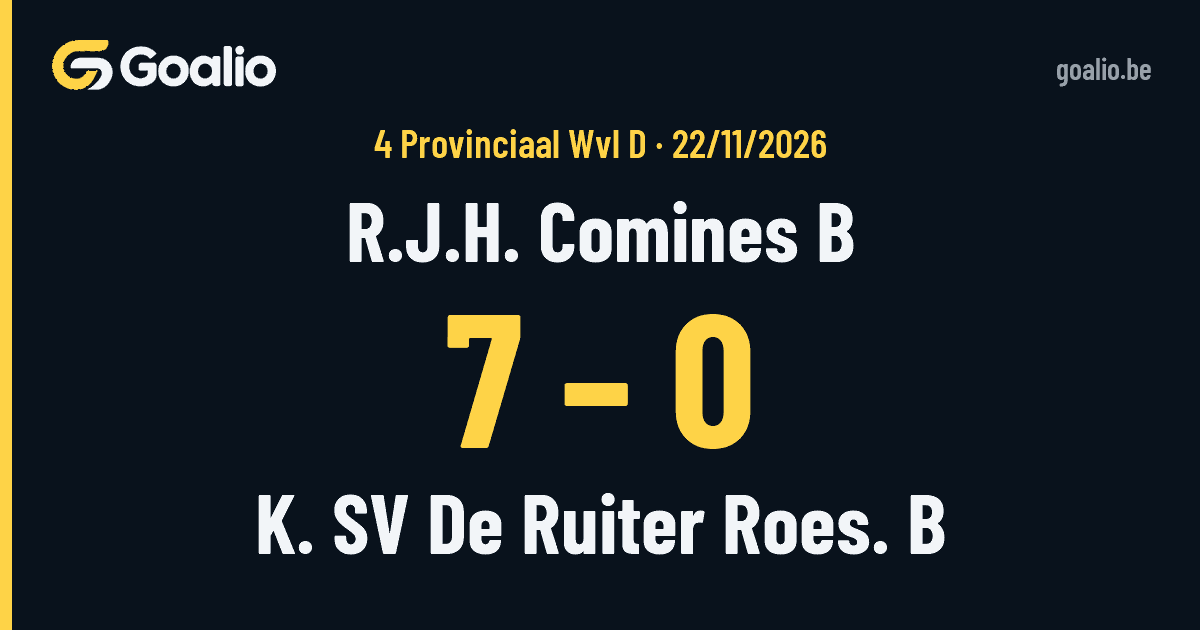 Goalio
goalio.be
4 Provinciaal Wvl D · 22/11/2026
R.J.H. Comines B
7 - 0
K. SV De Ruiter Roes. B